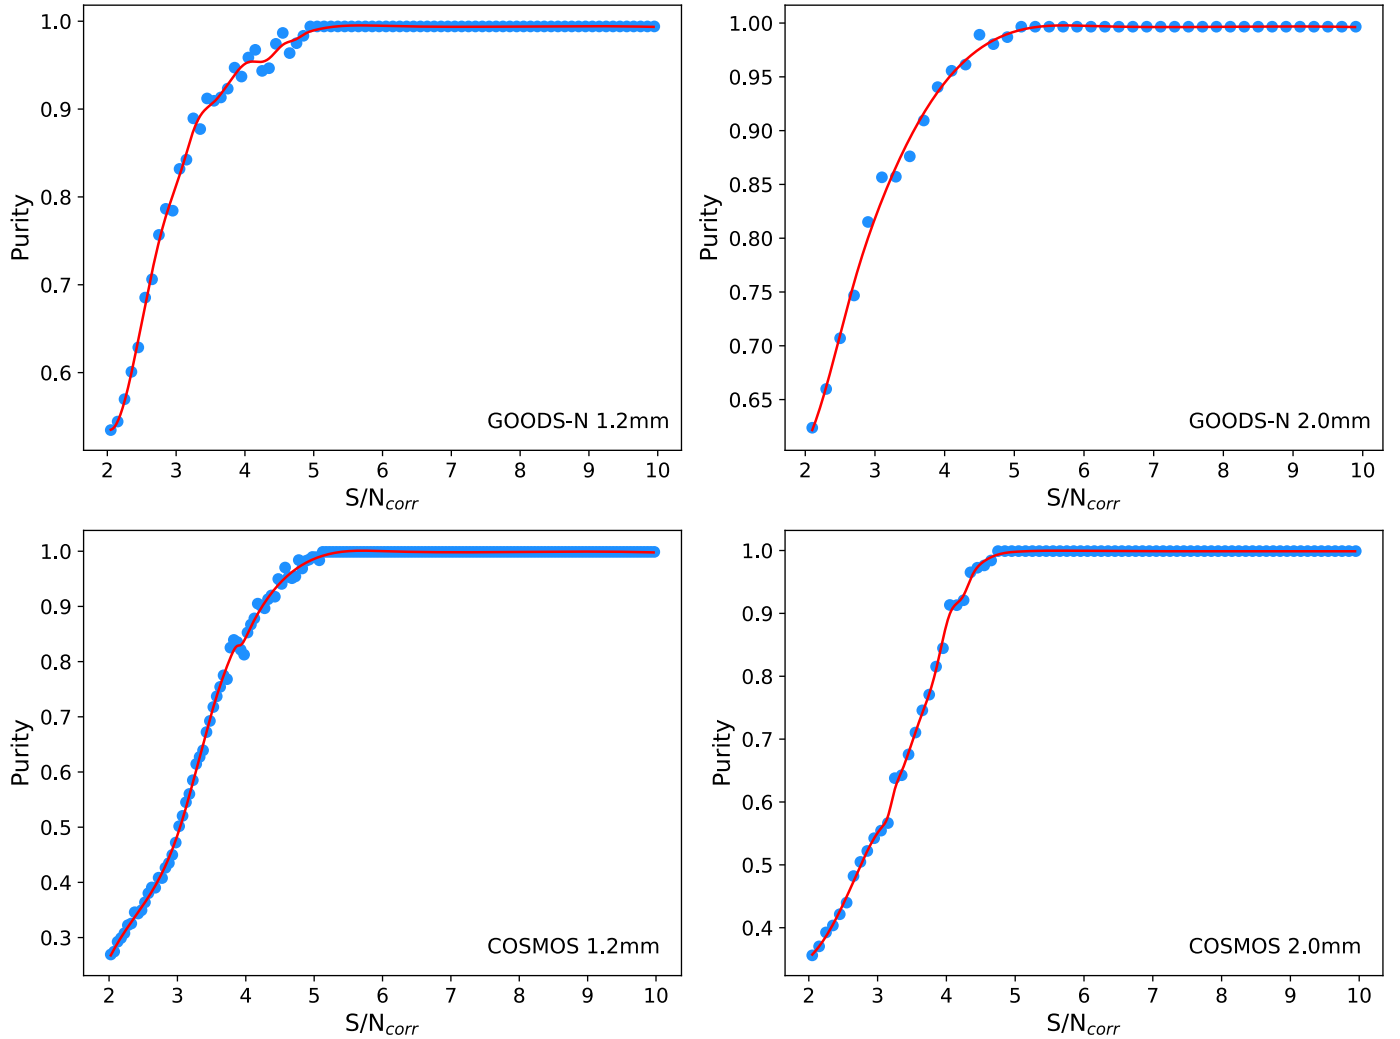 1.0
0.9
0.8
0.7
0.6
Purity
GOODS-N 1.2mm
2 3 4 5 6 7 8 9 10
S/Ncorr
1.00
0.95
0.90
0.85
0.80
0.75
0.70
0.65
Purity
GOODS-N 2.0mm
2 3 4 5 6 7 8 9 10
S/Ncorr
1.0
0.9
0.8
0.7
0.6
0.5
0.4
0.3
Purity
COSMOS 1.2mm
2 3 4 5 6 7 8 9 10
S/Ncorr
1.0
0.9
0.8
0.7
0.6
0.5
0.4
Purity
COSMOS 2.0mm
2 3 4 5 6 7 8 9 10
S/Ncorr